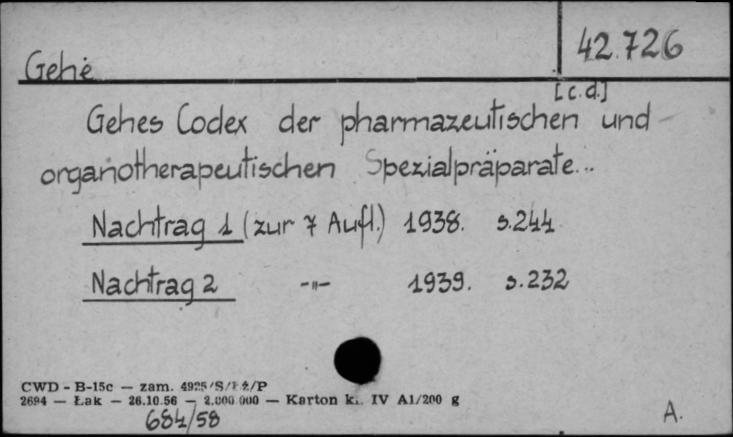 42.726
Gehe
[c.d.]
Gehes Codex der pharmazeutischen und
organotherapeutischen Spezialpräparate...
Nachtrag 1 (zur 7 Aufl.) 1938. s.244
Nachtrag 2 -"- 1939. s.232
CWD - B-15c — zam. 4925/S/Łż/P
2694 — Łak — 26.10.56 — 2.000.000 — Karton kl. IV A1/200 g
684/58
A.